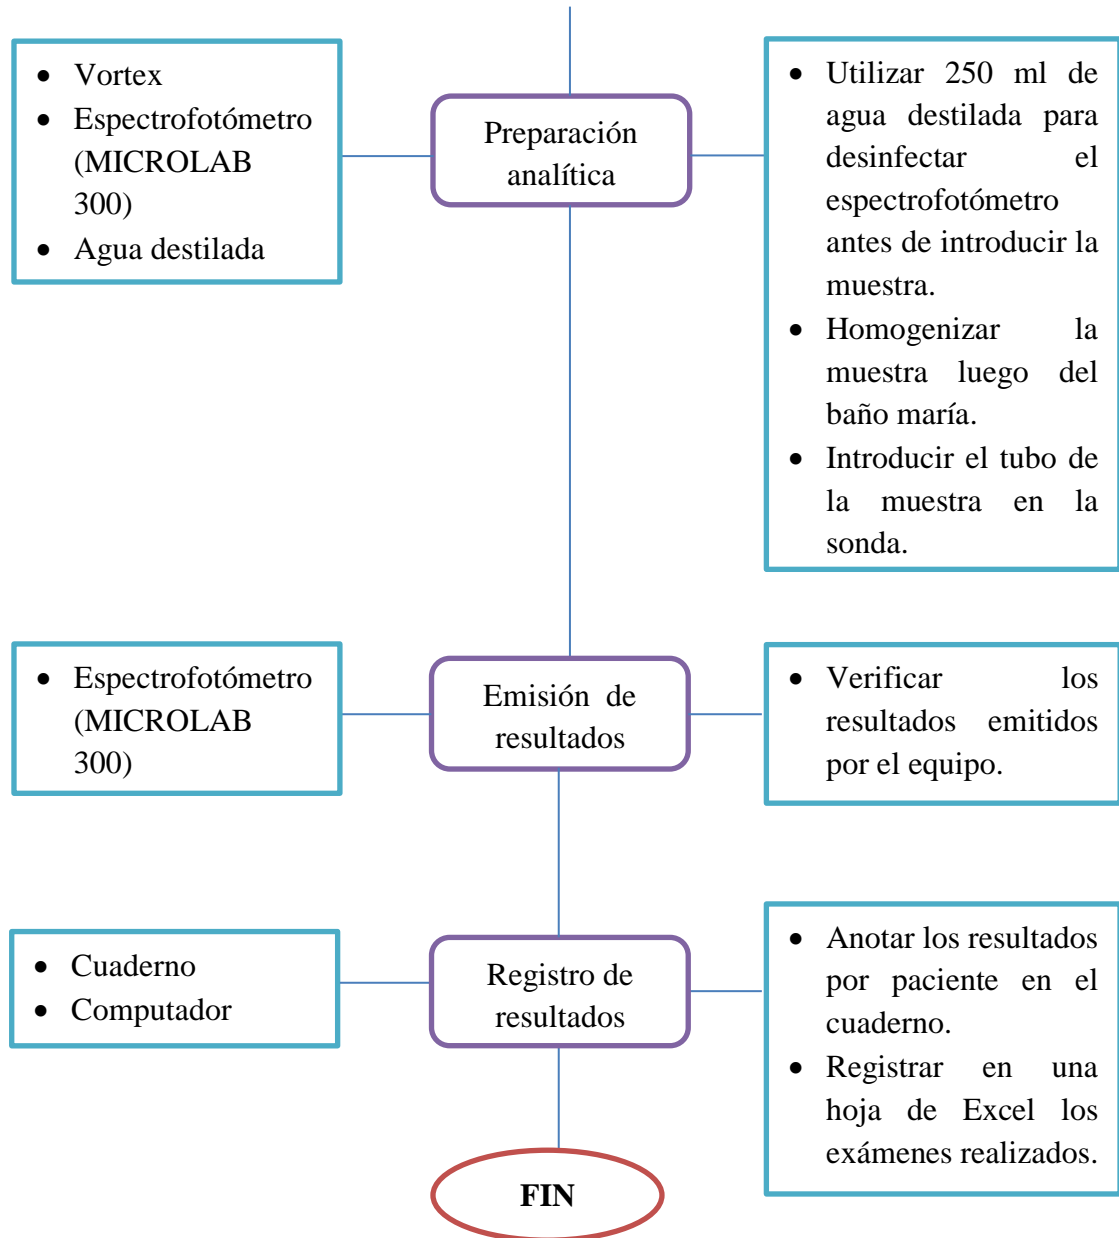 • Vortex
• Espectrofotómetro
(MICROLAB
300)
• Agua destilada
Preparación
analítica
• Utilizar 250 ml de
agua destilada para
desinfectar el
espectrofotómetro
antes de introducir la
muestra.
• Homogenizar la
muestra luego del
baño maría.
• Introducir el tubo de
la muestra en la
sonda.
• Espectrofotómetro
(MICROLAB
300)
Emisión de
resultados
• Verificar los
resultados emitidos
por el equipo.
• Cuaderno
• Computador
Registro de
resultados
• Anotar los resultados
por paciente en el
cuaderno.
• Registrar en una
hoja de Excel los
exámenes realizados.
FIN